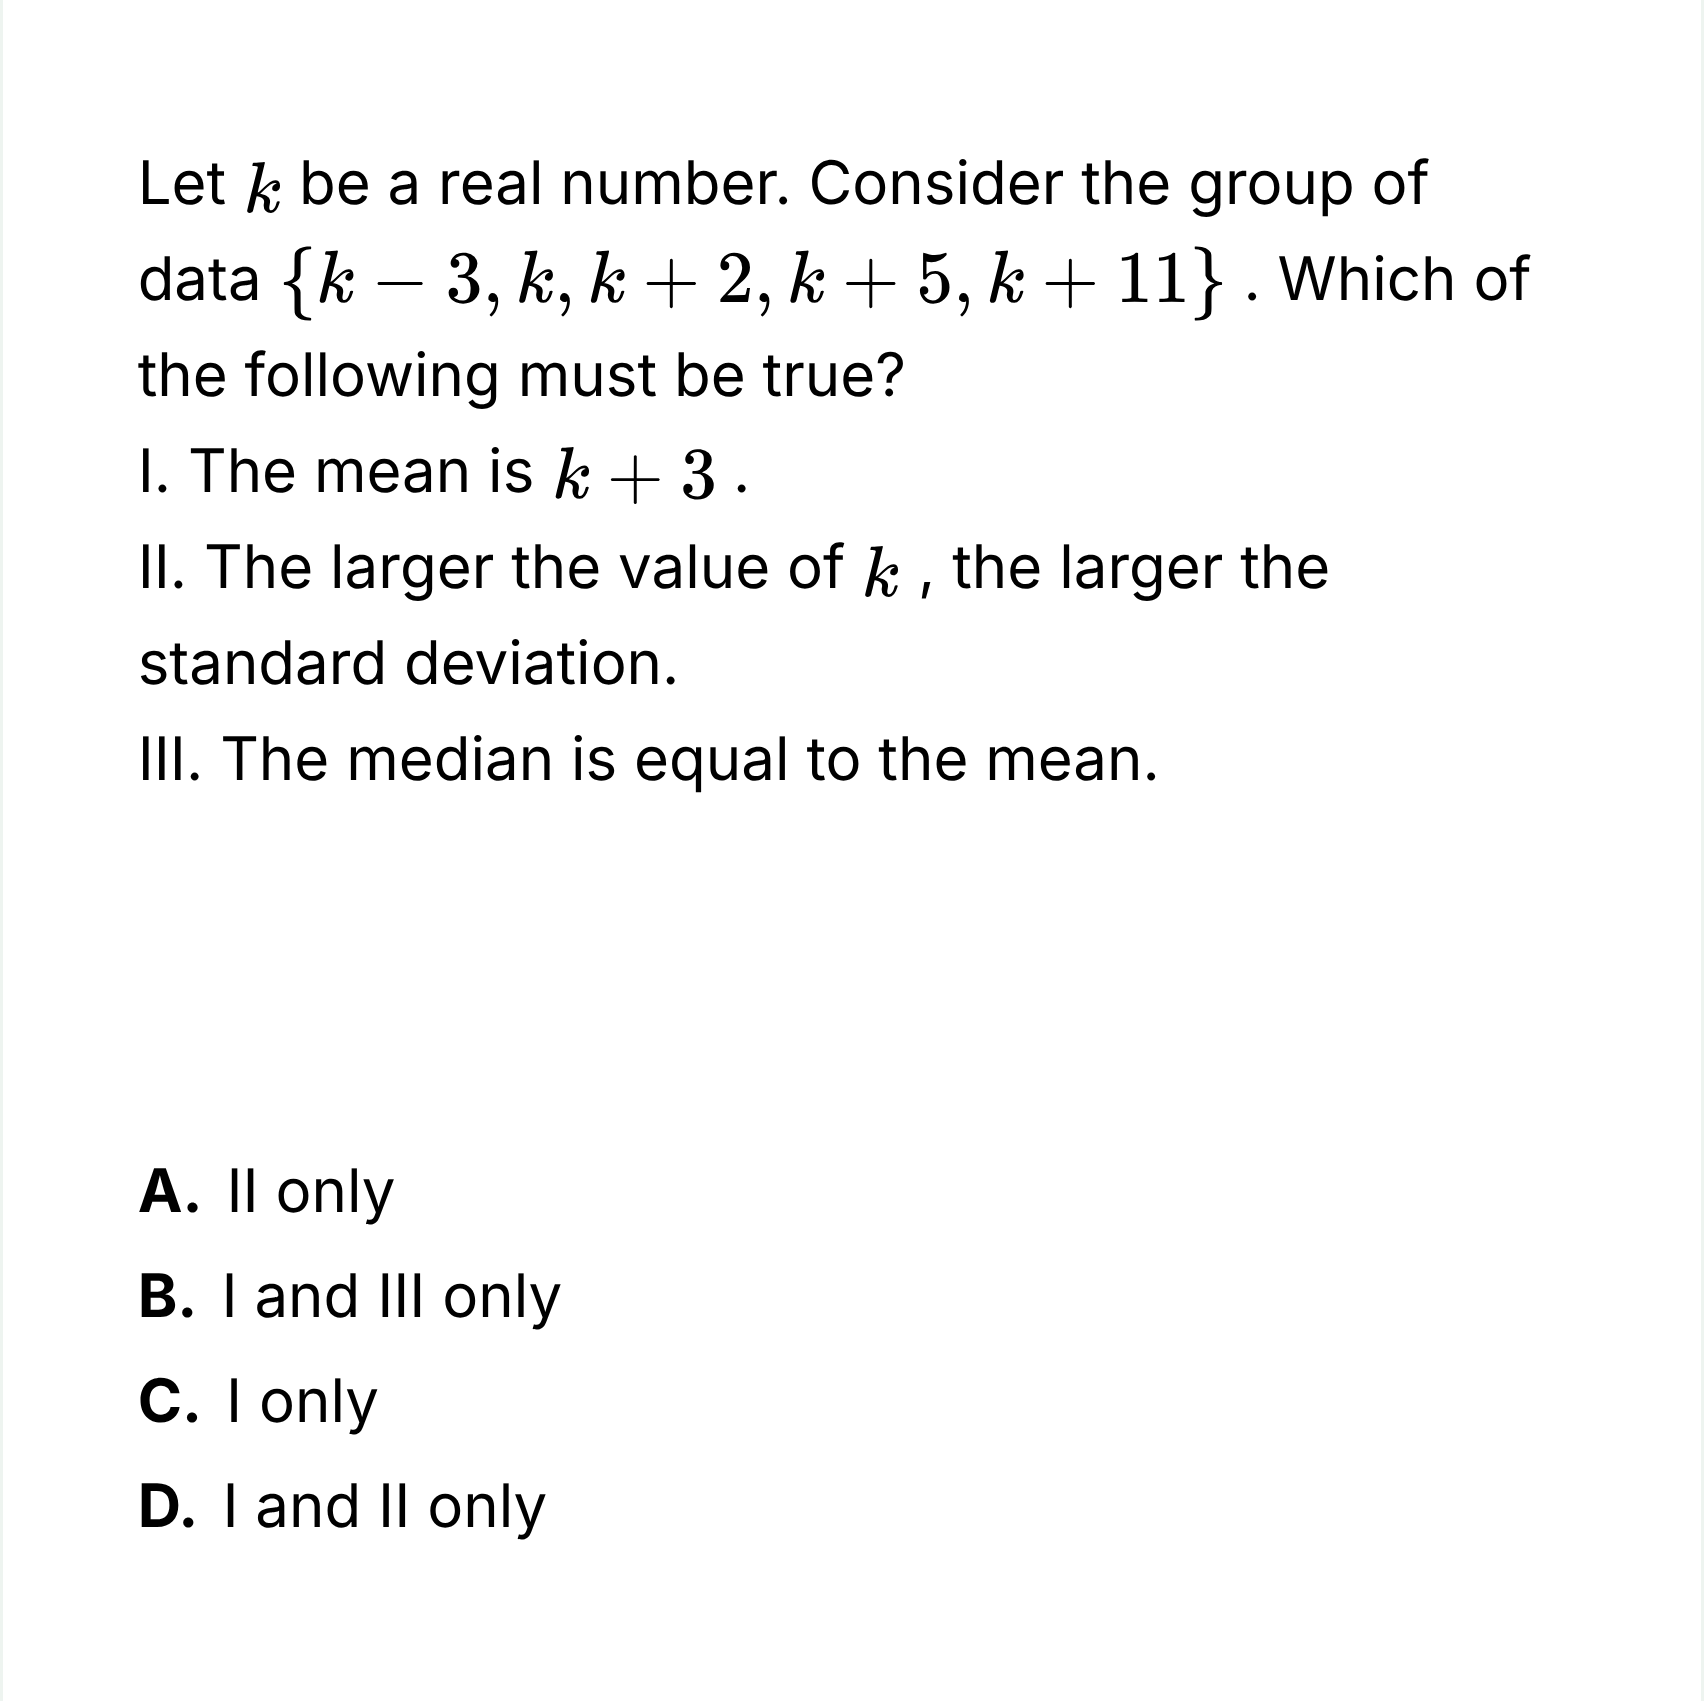 Let k be a real number. Consider the group of
data {k − 3, k, k + 2, k + 5, k + 11} . Which of
the following must be true?
I. The mean is k + 3 .
II. The larger the value of k , the larger the
standard deviation.
III. The median is equal to the mean.
A. II only
B. I and III only
C. I only
D. I and II only